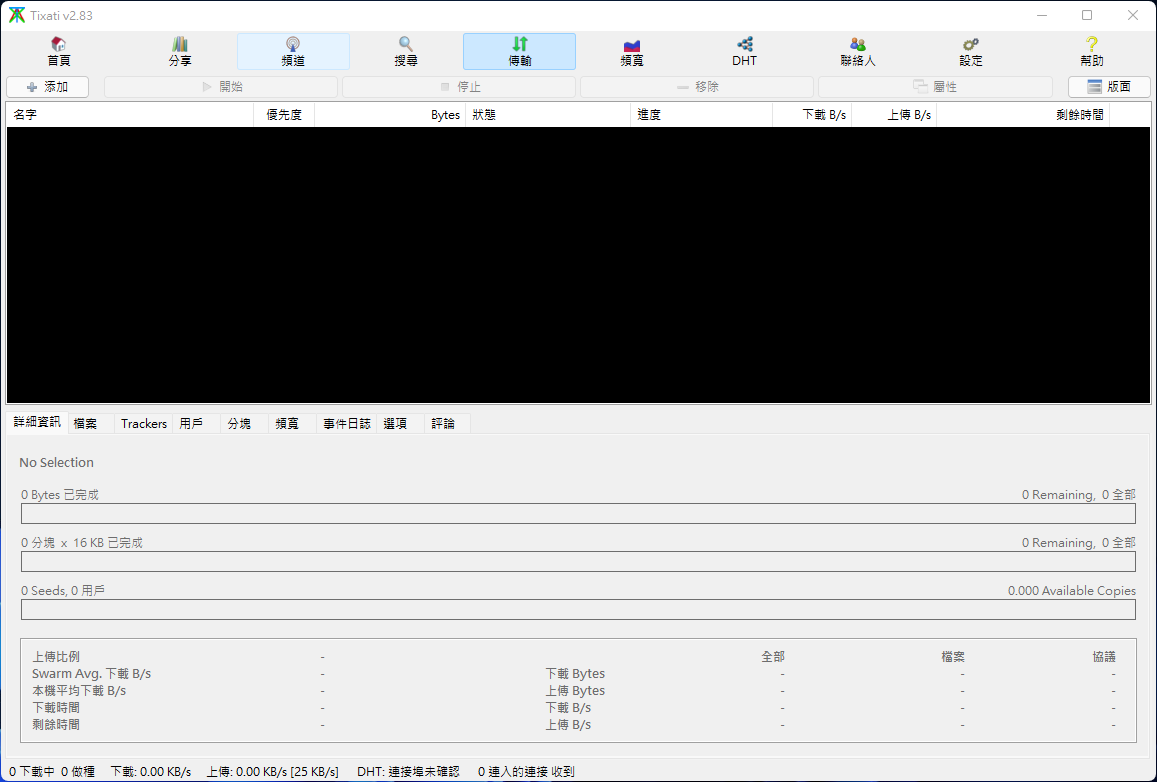 Tixati v2.83
首頁 分享 頻道 搜尋 傳輸 頻寬 DHT 聯絡人 設定 幫助
添加 開始 停止 移除 屬性 版面
名字 優先度 Bytes 狀態 進度 下載 B/s 上傳 B/s 剩餘時間
詳細資訊 檔案 Trackers 用戶 分塊 頻寬 事件日誌 選項 評論
No Selection
0 Bytes 已完成 0 Remaining, 0 全部
0 分塊 x 16 KB 已完成 0 Remaining, 0 全部
0 Seeds, 0 用戶 0.000 Available Copies
上傳比例 - 全部 檔案 協議
Swarm Avg. 下載 B/s - 下載 Bytes - - -
本機平均下載 B/s - 上傳 Bytes - - -
下載時間 - 下載 B/s - - -
剩餘時間 - 上傳 B/s - - -
0 下載中 0 做種 下載: 0.00 KB/s 上傳: 0.00 KB/s [25 KB/s] DHT: 連接埠未確認 0 連入的連接 收到